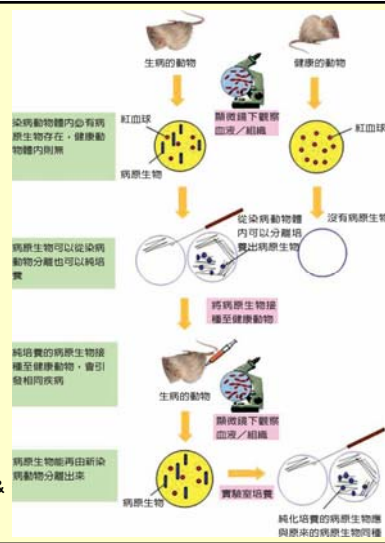 生病的動物
健康的動物
顯微鏡下觀察
血液／組織
染病動物體內必有病
原生物存在，健康動
物體內則無
紅血球
病原生物
紅血球
病原生物可以從染病
動物分離也可以純培
養
從染病動物體
內可以分離培
養出病原生物
沒有病原生物
將病原生物接
種至健康動物
純培養的病原生物接
種至健康動物，會引
發相同疾病
生病的動物
顯微鏡下觀察
血液／組織
病原生物能再由新染
病動物分離出來
&
病原生物
實驗室培養
純化培養的病原生物應
與原來的病原生物同種